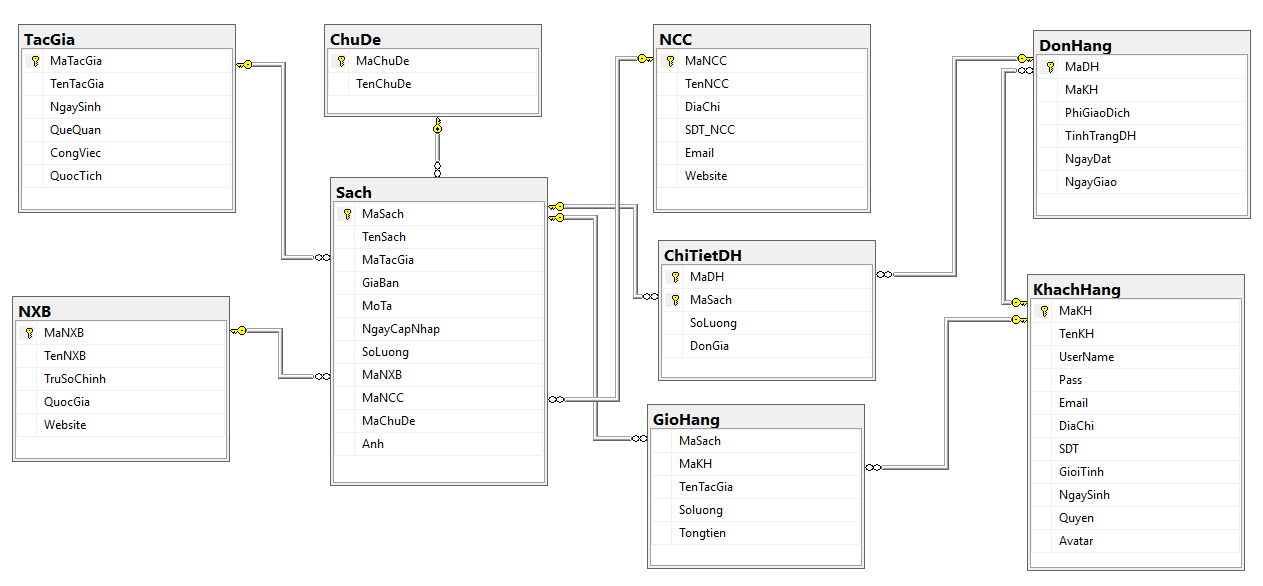 TacGia
MaTacGia
TenTacGia
NgaySinh
QueQuan
CongViec
QuocTich
ChuDe
MaChuDe
TenChuDe
NCC
MaNCC
TenNCC
DiaChi
SDT_NCC
Email
Website
DonHang
MaDH
MaKH
PhiGiaoDich
TinhTrangDH
NgayDat
NgayGiao
Sach
MaSach
TenSach
MaTacGia
GiaBan
MoTa
NgayCapNhap
SoLuong
MaNXB
MaNCC
MaChuDe
Anh
ChiTietDH
MaDH
MaSach
SoLuong
DonGia
KhachHang
MaKH
TenKH
UserName
Pass
Email
DiaChi
SDT
GioiTinh
NgaySinh
Quyen
Avatar
NXB
MaNXB
TenNXB
TruSoChinh
QuocGia
Website
GioHang
MaSach
MaKH
TenTacGia
Soluong
Tongtien